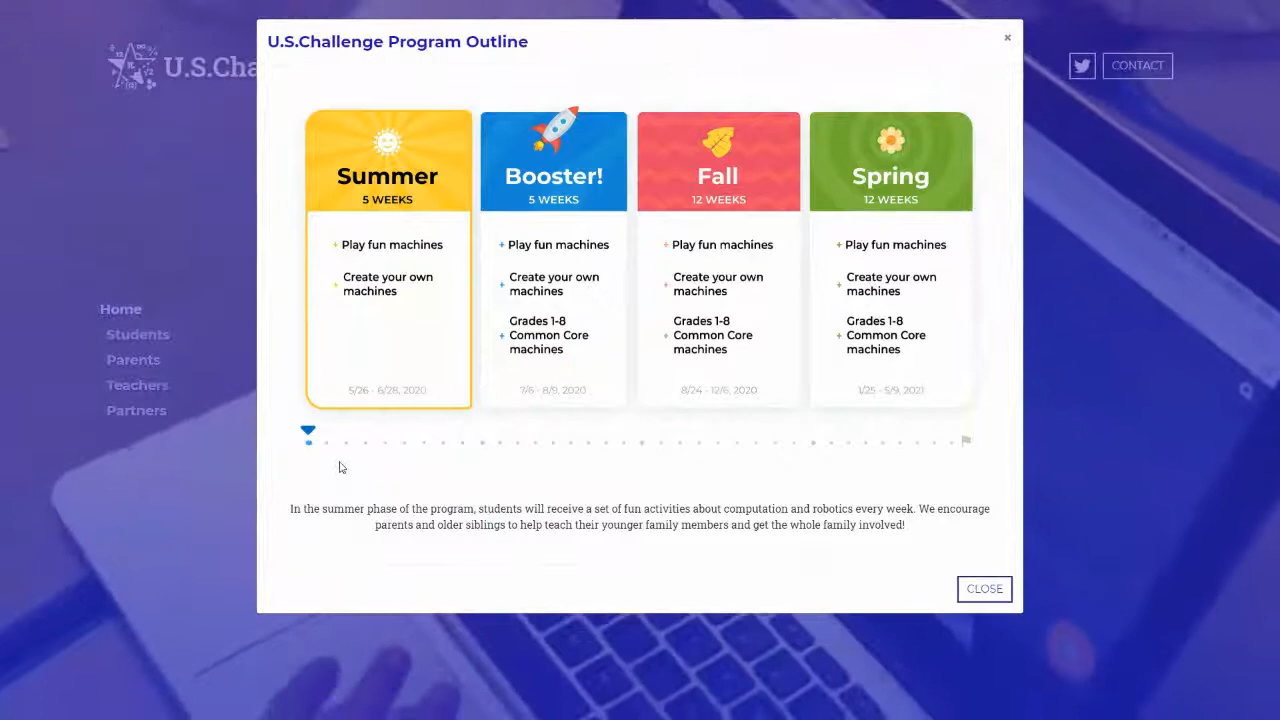 U.S.Challenge Program Outline
×
U.S.Cha
CONTACT
Summer
5 WEEKS
+ Play fun machines
+ Create your own
machines
5/26 - 6/28, 2020
Booster!
5 WEEKS
+ Play fun machines
+ Create your own
machines
+ Grades 1-8
Common Core
machines
7/6 - 8/9, 2020
Fall
12 WEEKS
+ Play fun machines
+ Create your own
machines
+ Grades 1-8
Common Core
machines
8/24 - 12/6, 2020
Spring
12 WEEKS
+ Play fun machines
+ Create your own
machines
+ Grades 1-8
Common Core
machines
1/25 - 5/9, 2021
Home
Students
Parents
Teachers
Partners
In the summer phase of the program, students will receive a set of fun activities about computation and robotics every week. We encourage
parents and older siblings to help teach their younger family members and get the whole family involved!
CLOSE